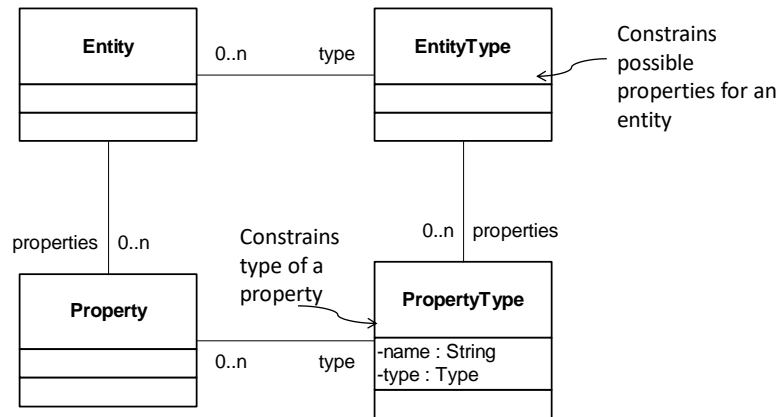 Entity
0..n
type
EntityType
Constrains
possible
properties for an
entity
properties
0..n
Constrains
type of a
property
0..n
properties
Property
0..n
type
PropertyType
-name : String
-type : Type